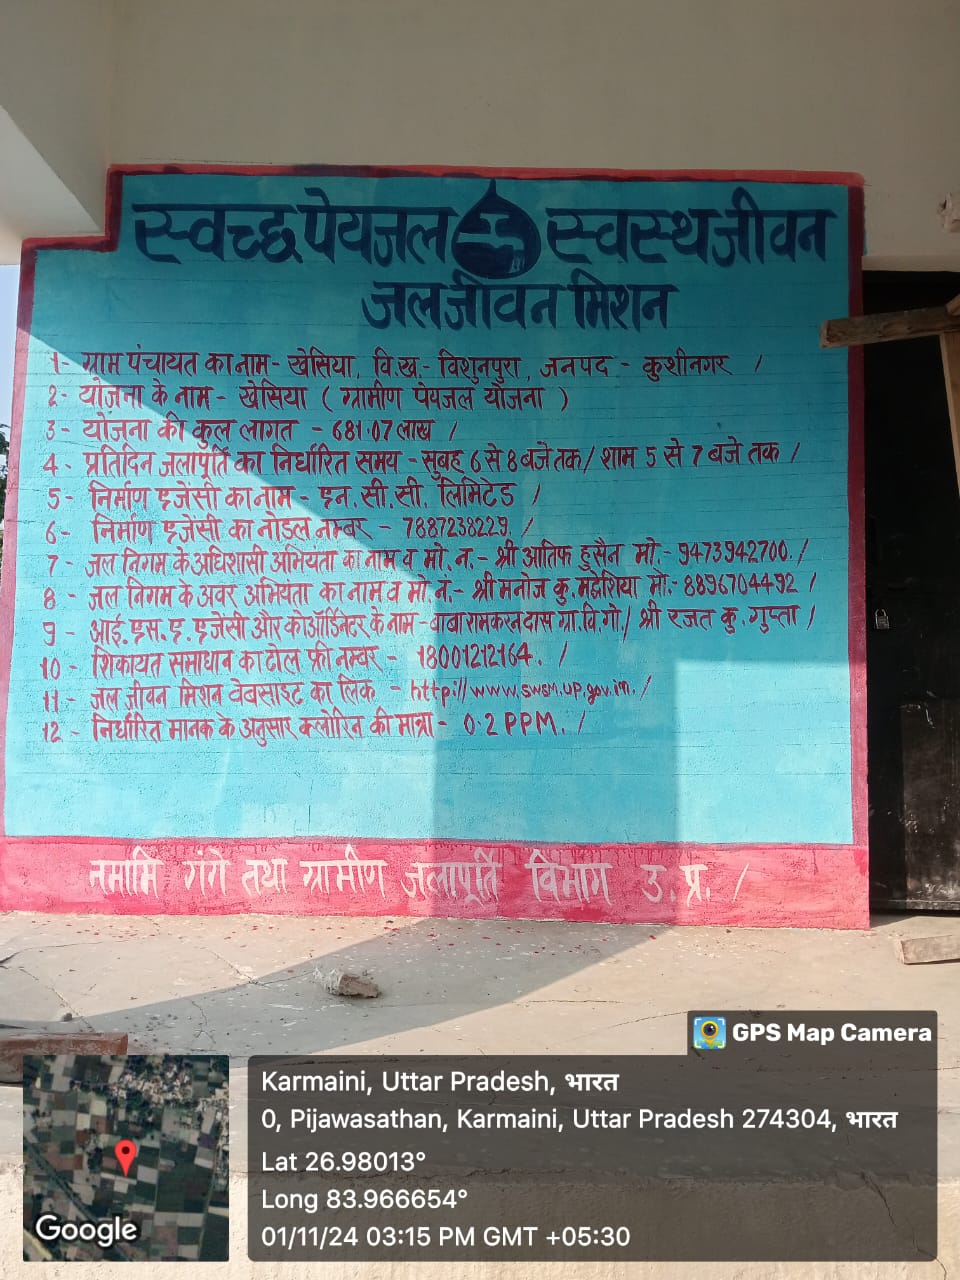 स्वच्छ पेयजल स्वस्थ जीवन
जल जीवन मिशन
1- ग्राम पंचायत का नाम- खेसिया, वि.ख.- विशुनपुरा, जनपद - कुशीनगर /
2- योजना के नाम- खेसिया ( ग्रामीण पेयजल योजना )
3- योजना की कुल लागत - 681.07 लाख /
4- प्रतिदिन जलापूर्ति का निर्धारित समय - सुबह 6 से 8 बजे तक / शाम 5 से 7 बजे तक /
5- निर्माण एजेंसी का नाम - एन. सी. सी. लिमिटेड /
6- निर्माण एजेंसी का नोडल नम्बर - 7887238229. /
7- जल निगम के अधिशासी अभियंता का नाम व मो. न.- श्री आतिफ हुसैन मो.- 9473942700. /
8- जल निगम के अवर अभियंता का नाम व मो. न.- श्री मनोज कु. मद्धेशिया मो.- 8896704492 /
9- आई. एस. ए. एजेंसी और कोऑर्डिनेटर के नाम - बाबा रामकरन दास ग्रा. वि. गो. / श्री रजत कु. गुप्ता /
10- शिकायत समाधान का टोल फ्री नम्बर - 18001212164. /
11- जल जीवन मिशन वेबसाइट का लिंक - http://www.swsm.up.gov.in. /
12- निर्धारित मानक के अनुसार क्लोरिन की मात्रा - 0.2 PPM. /
नमामि गंगे तथा ग्रामीण जलापूर्ति विभाग उ. प्र. /
GPS Map Camera
Karmaini, Uttar Pradesh, भारत
0, Pijawasathan, Karmaini, Uttar Pradesh 274304, भारत
Lat 26.98013°
Long 83.966654°
01/11/24 03:15 PM GMT +05:30
Google